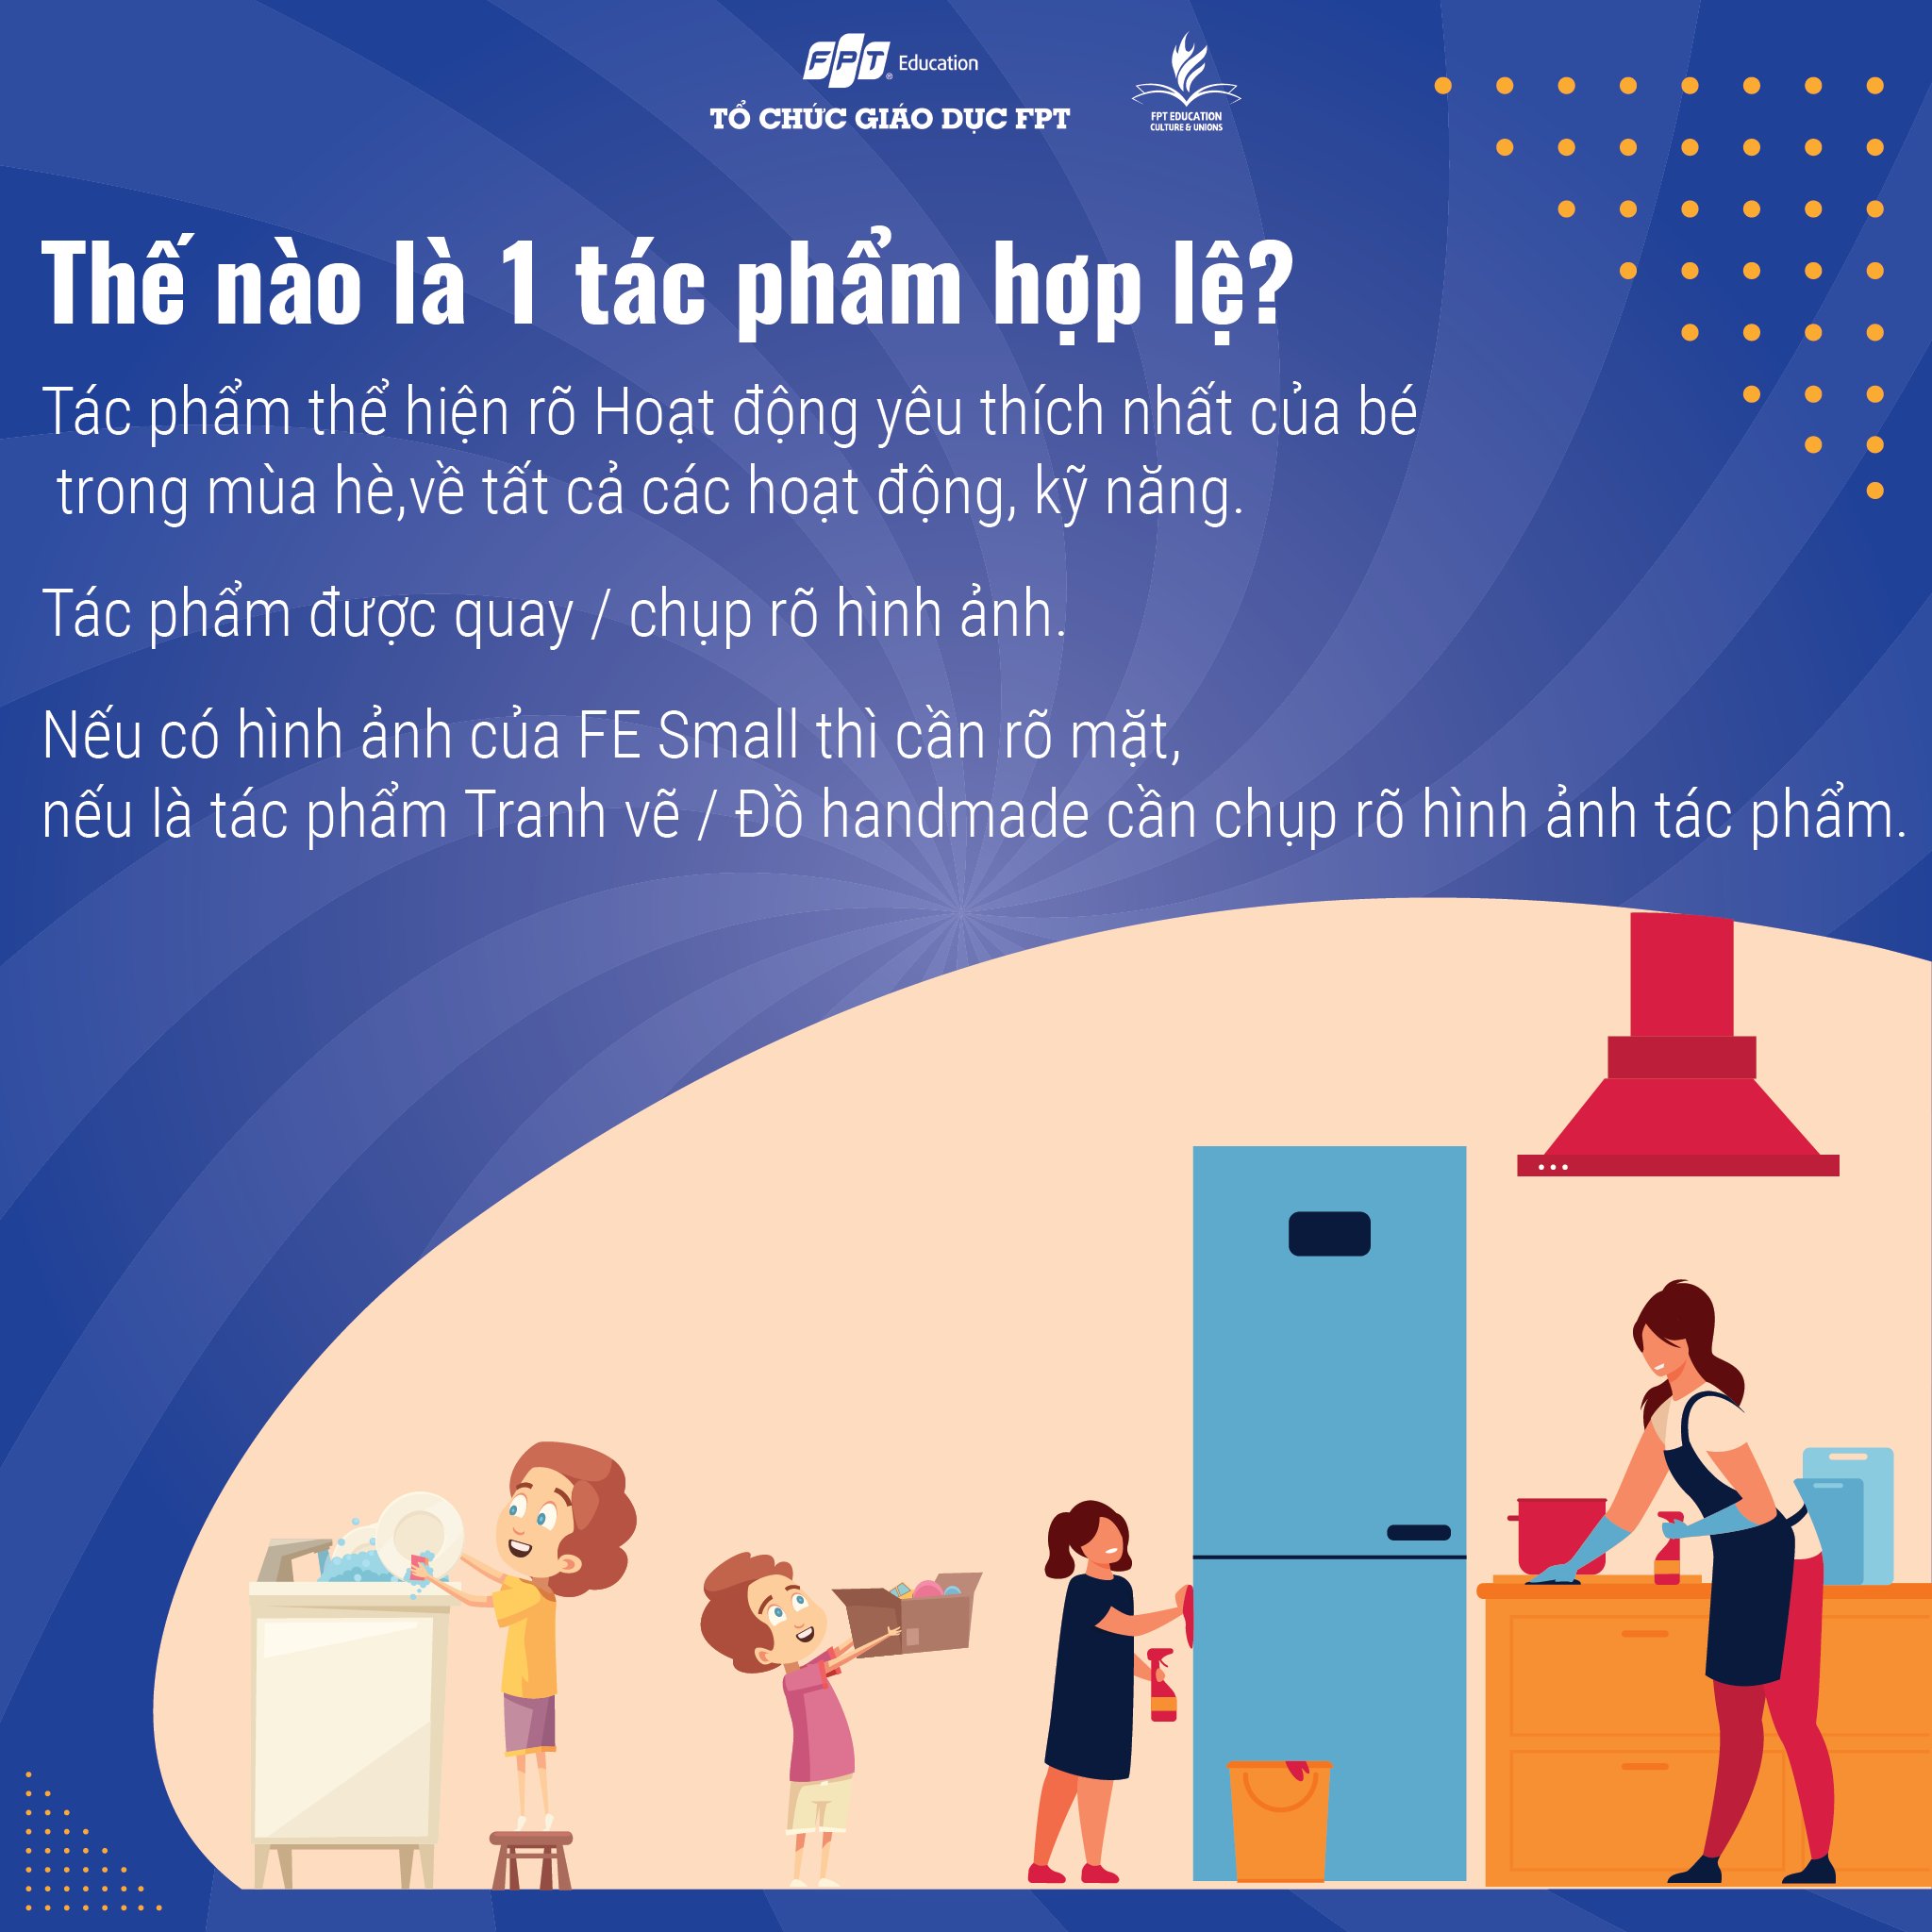 FPT Education
TỔ CHỨC GIÁO DỤC FPT
FPT EDUCATION
CULTURE & UNIONS
Thế nào là 1 tác phẩm hợp lệ?
Tác phẩm thể hiện rõ Hoạt động yêu thích nhất của bé
trong mùa hè,về tất cả các hoạt động, kỹ năng.
Tác phẩm được quay / chụp rõ hình ảnh.
Nếu có hình ảnh của FE Small thì cần rõ mặt,
nếu là tác phẩm Tranh vẽ / Đồ handmade cần chụp rõ hình ảnh tác phẩm.